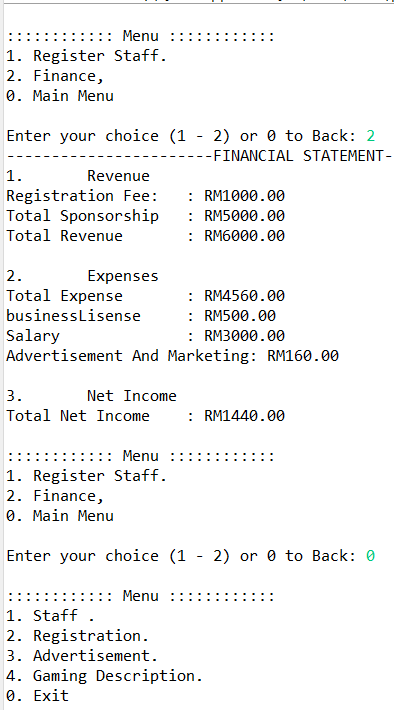 :::::::::::: Menu ::::::::::::
1. Register Staff.
2. Finance,
0. Main Menu
Enter your choice (1 - 2) or 0 to Back: 2
-----------------------FINANCIAL STATEMENT-
1.       Revenue
Registration Fee:   : RM1000.00
Total Sponsorship   : RM5000.00
Total Revenue       : RM6000.00
2.       Expenses
Total Expense       : RM4560.00
businessLisense     : RM500.00
Salary              : RM3000.00
Advertisement And Marketing: RM160.00
3.       Net Income
Total Net Income    : RM1440.00
:::::::::::: Menu ::::::::::::
1. Register Staff.
2. Finance,
0. Main Menu
Enter your choice (1 - 2) or 0 to Back: 0
:::::::::::: Menu ::::::::::::
1. Staff .
2. Registration.
3. Advertisement.
4. Gaming Description.
0. Exit